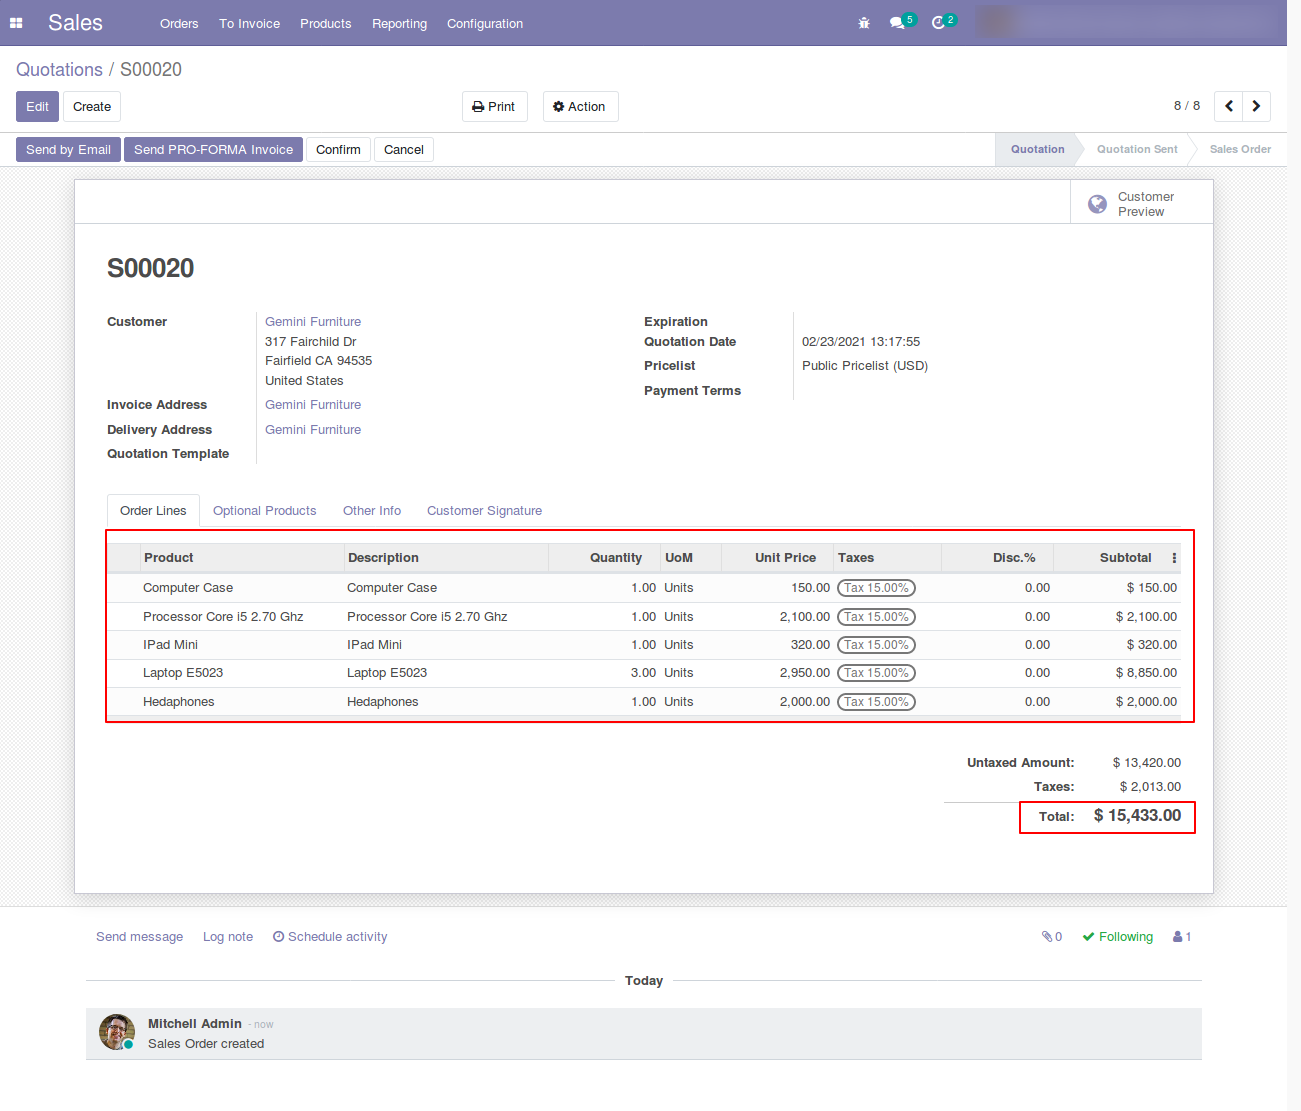 Sales Orders To Invoice Products Reporting Configuration 5 2
Quotations / S00020
Edit Create Print Action 8 / 8
Send by Email Send PRO-FORMA Invoice Confirm Cancel Quotation Quotation Sent Sales Order
Customer
Preview
S00020
Customer Gemini Furniture
317 Fairchild Dr
Fairfield CA 94535
United States
Invoice Address Gemini Furniture
Delivery Address Gemini Furniture
Quotation Template
Expiration
Quotation Date 02/23/2021 13:17:55
Pricelist Public Pricelist (USD)
Payment Terms
Order Lines Optional Products Other Info Customer Signature
Product Description Quantity UoM Unit Price Taxes Disc.% Subtotal
Computer Case Computer Case 1.00 Units 150.00 Tax 15.00% 0.00 $ 150.00
Processor Core i5 2.70 Ghz Processor Core i5 2.70 Ghz 1.00 Units 2,100.00 Tax 15.00% 0.00 $ 2,100.00
IPad Mini IPad Mini 1.00 Units 320.00 Tax 15.00% 0.00 $ 320.00
Laptop E5023 Laptop E5023 3.00 Units 2,950.00 Tax 15.00% 0.00 $ 8,850.00
Hedaphones Hedaphones 1.00 Units 2,000.00 Tax 15.00% 0.00 $ 2,000.00
Untaxed Amount: $ 13,420.00
Taxes: $ 2,013.00
Total: $ 15,433.00
Send message Log note Schedule activity 0 Following 1
Today
Mitchell Admin - now
Sales Order created